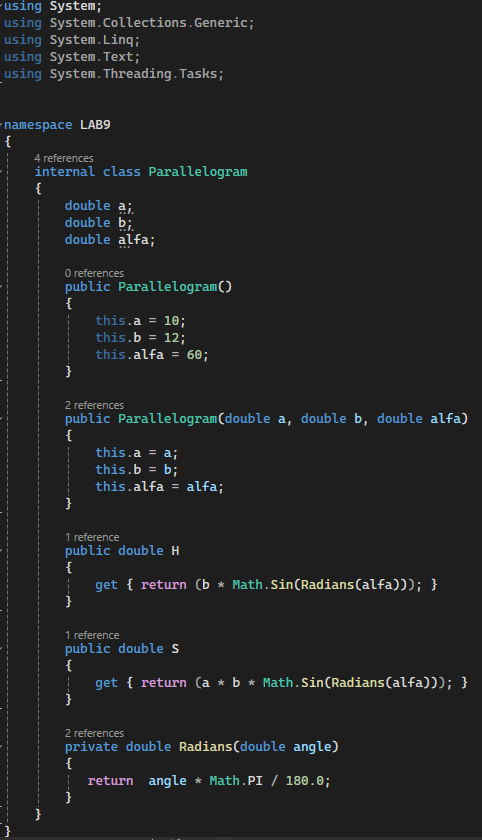 using System;
using System.Collections.Generic;
using System.Linq;
using System.Text;
using System.Threading.Tasks;
namespace LAB9
{
4 references
internal class Parallelogram
{
double a;
double b;
double alfa;
0 references
public Parallelogram()
{
this.a = 10;
this.b = 12;
this.alfa = 60;
}
2 references
public Parallelogram(double a, double b, double alfa)
{
this.a = a;
this.b = b;
this.alfa = alfa;
}
1 reference
public double H
{
get { return (b * Math.Sin(Radians(alfa))); }
}
1 reference
public double S
{
get { return (a * b * Math.Sin(Radians(alfa))); }
}
2 references
private double Radians(double angle)
{
return  angle * Math.PI / 180.0;
}
}
}